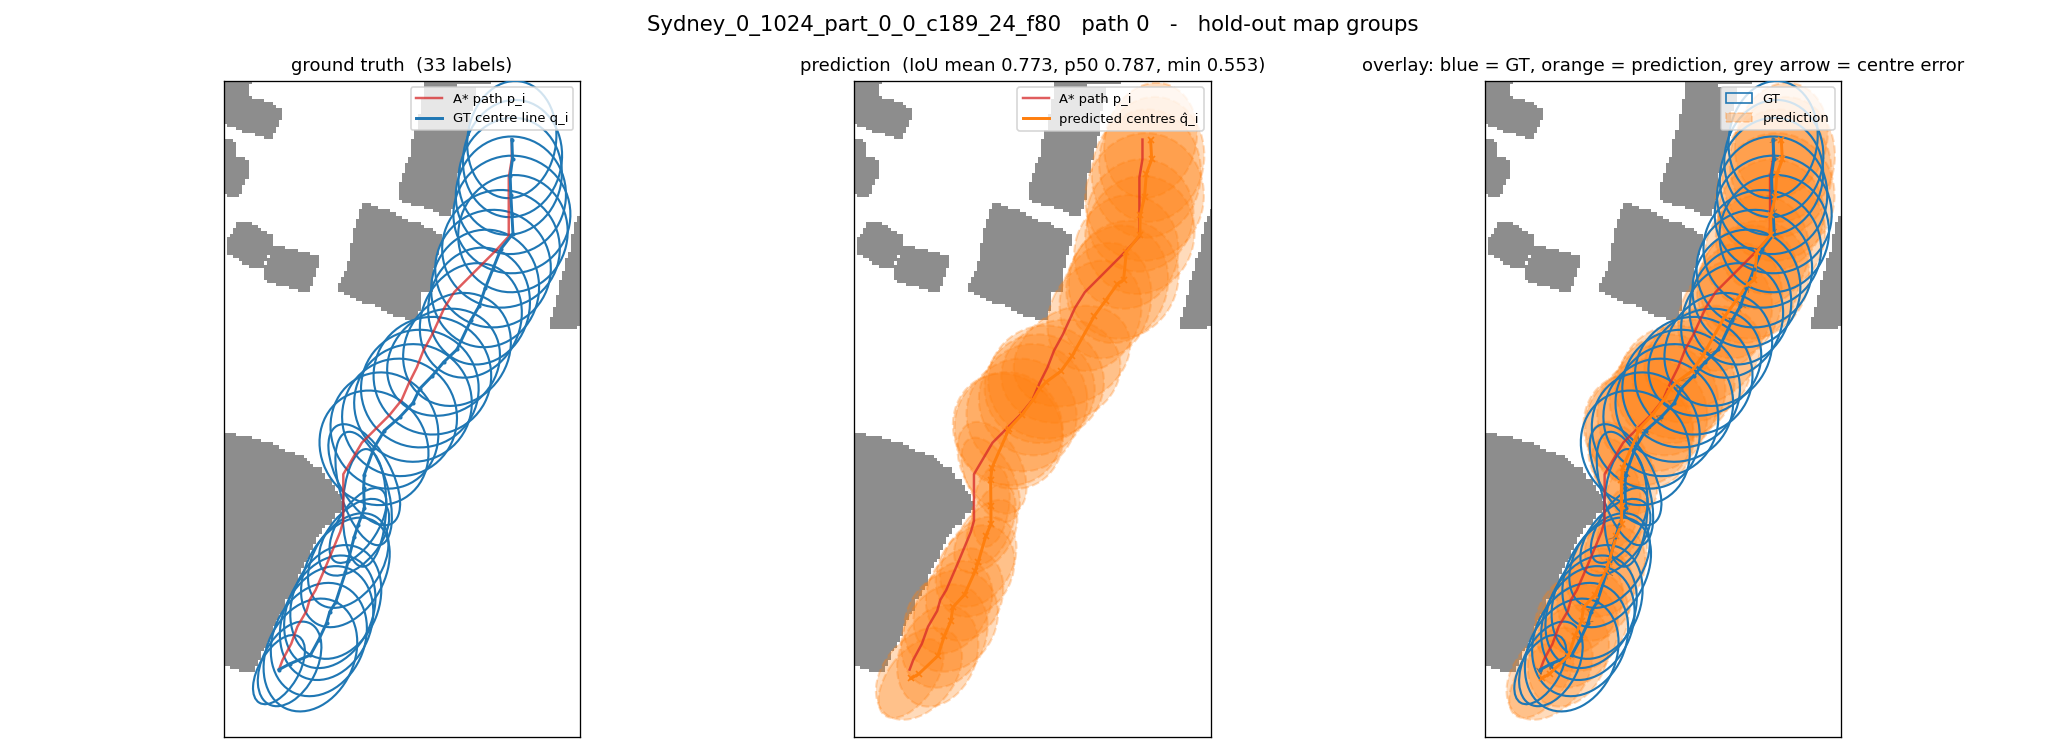 Sydney_0_1024_part_0_0_c189_24_f80   path 0   -   hold-out map groups
ground truth  (33 labels)
A* path p_i
GT centre line q_i
prediction  (IoU mean 0.773, p50 0.787, min 0.553)
A* path p_i
predicted centres q̂_i
overlay: blue = GT, orange = prediction, grey arrow = centre error
GT
prediction